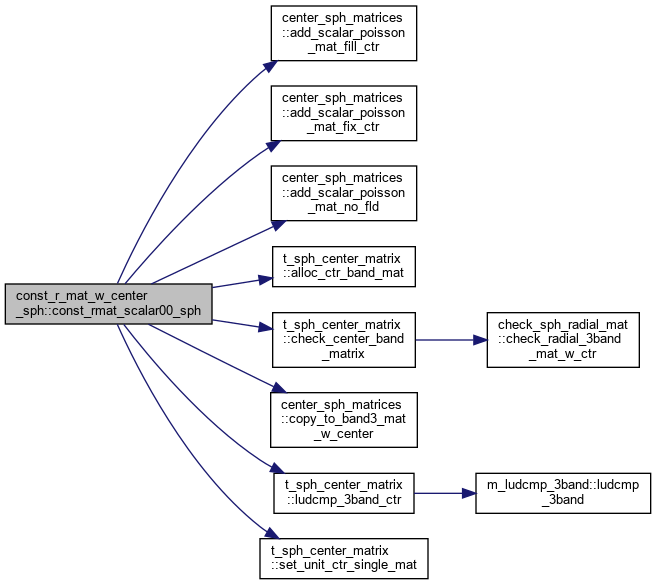 center_sph_matrices
::add_scalar_poisson
_mat_fill_ctr
center_sph_matrices
::add_scalar_poisson
_mat_fix_ctr
center_sph_matrices
::add_scalar_poisson
_mat_no_fld
t_sph_center_matrix
::alloc_ctr_band_mat
const_r_mat_w_center
_sph::const_rmat_scalar00_sph
t_sph_center_matrix
::check_center_band
_matrix
check_sph_radial_mat
::check_radial_3band
_mat_w_ctr
center_sph_matrices
::copy_to_band3_mat
_w_center
t_sph_center_matrix
::ludcmp_3band_ctr
m_ludcmp_3band::ludcmp
_3band
t_sph_center_matrix
::set_unit_ctr_single_mat